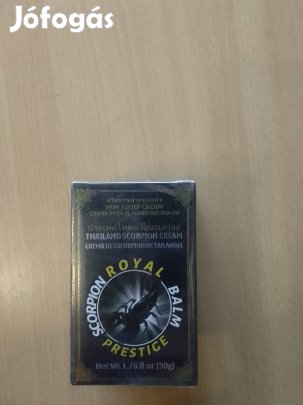 Jófogás
PAIN RELIEF CREAM
CREMA PARA EL ALIVIO DEL DOLOR
THAILAND SCORPION CREAM
CREMA DE ESCORPION DE TAILANDIA
SCORPION ROYAL BALM
PRESTIGE
Net Wt. 1.76 fl oz (50g)